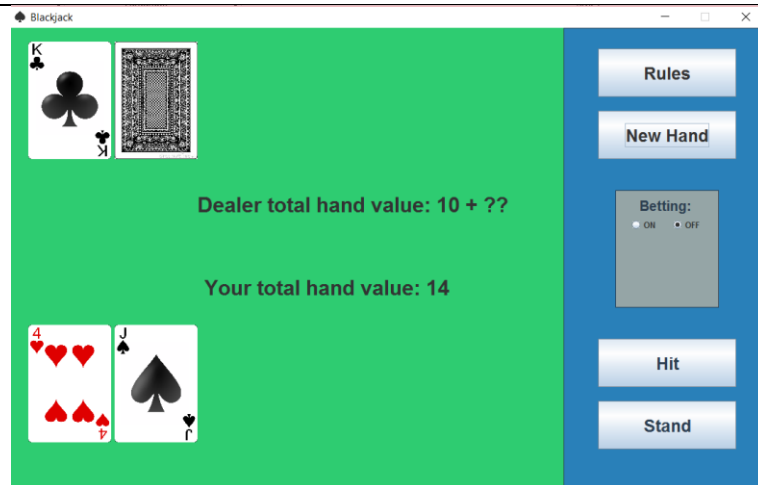 Blackjack
K
K
Rules
New Hand
Dealer total hand value: 10 + ??
Betting:
ON OFF
Your total hand value: 14
4
J
4
J
Hit
Stand